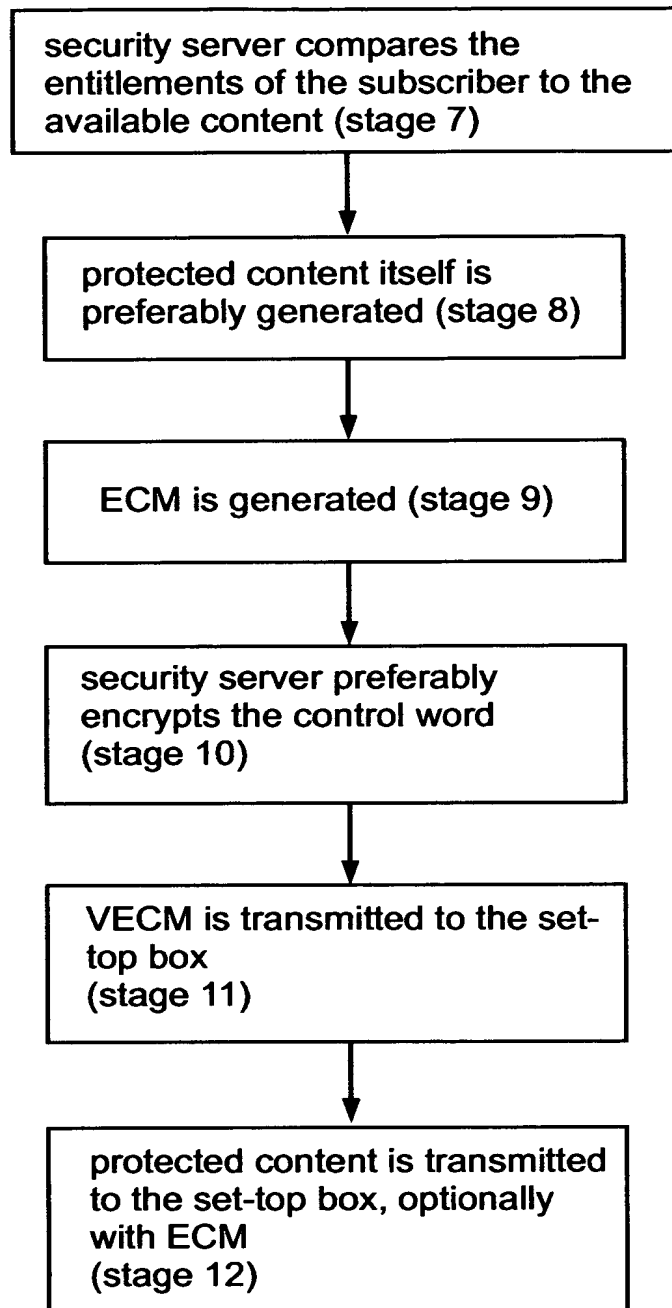 security server compares the
entitlements of the subscriber to the
available content (stage 7)
protected content itself is
preferably generated (stage 8)
ECM is generated (stage 9)
security server preferably
encrypts the control word
(stage 10)
VECM is transmitted to the set-
top box
(stage 11)
protected content is transmitted
to the set-top box, optionally
with ECM
(stage 12)